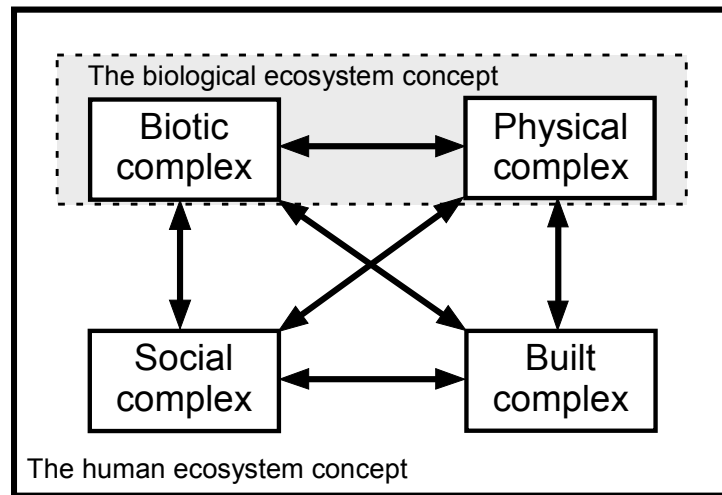 The biological ecosystem concept
Biotic
complex
Physical
complex
Social
complex
Built
complex
The human ecosystem concept